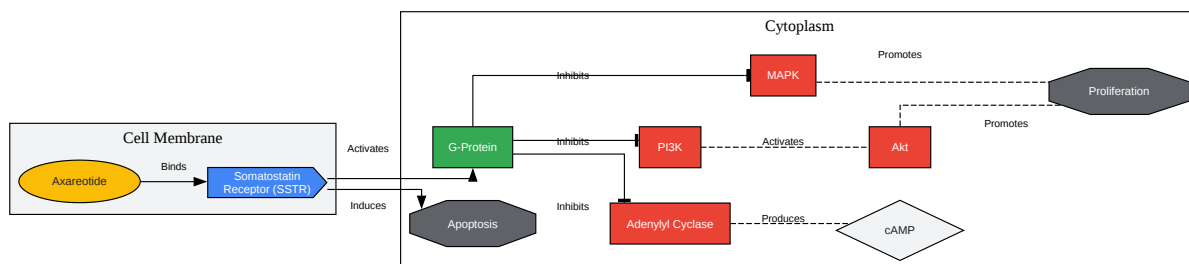 Cytoplasm
Promotes
Inhibits
MAPK
Proliferation
Promotes
Cell Membrane
Activates
G-Protein
Inhibits
PI3K
Activates
Akt
Binds
Axareotide
Somatostatin
Receptor (SSTR)
Induces
Inhibits
Apoptosis
Adenylyl Cyclase
Produces
cAMP